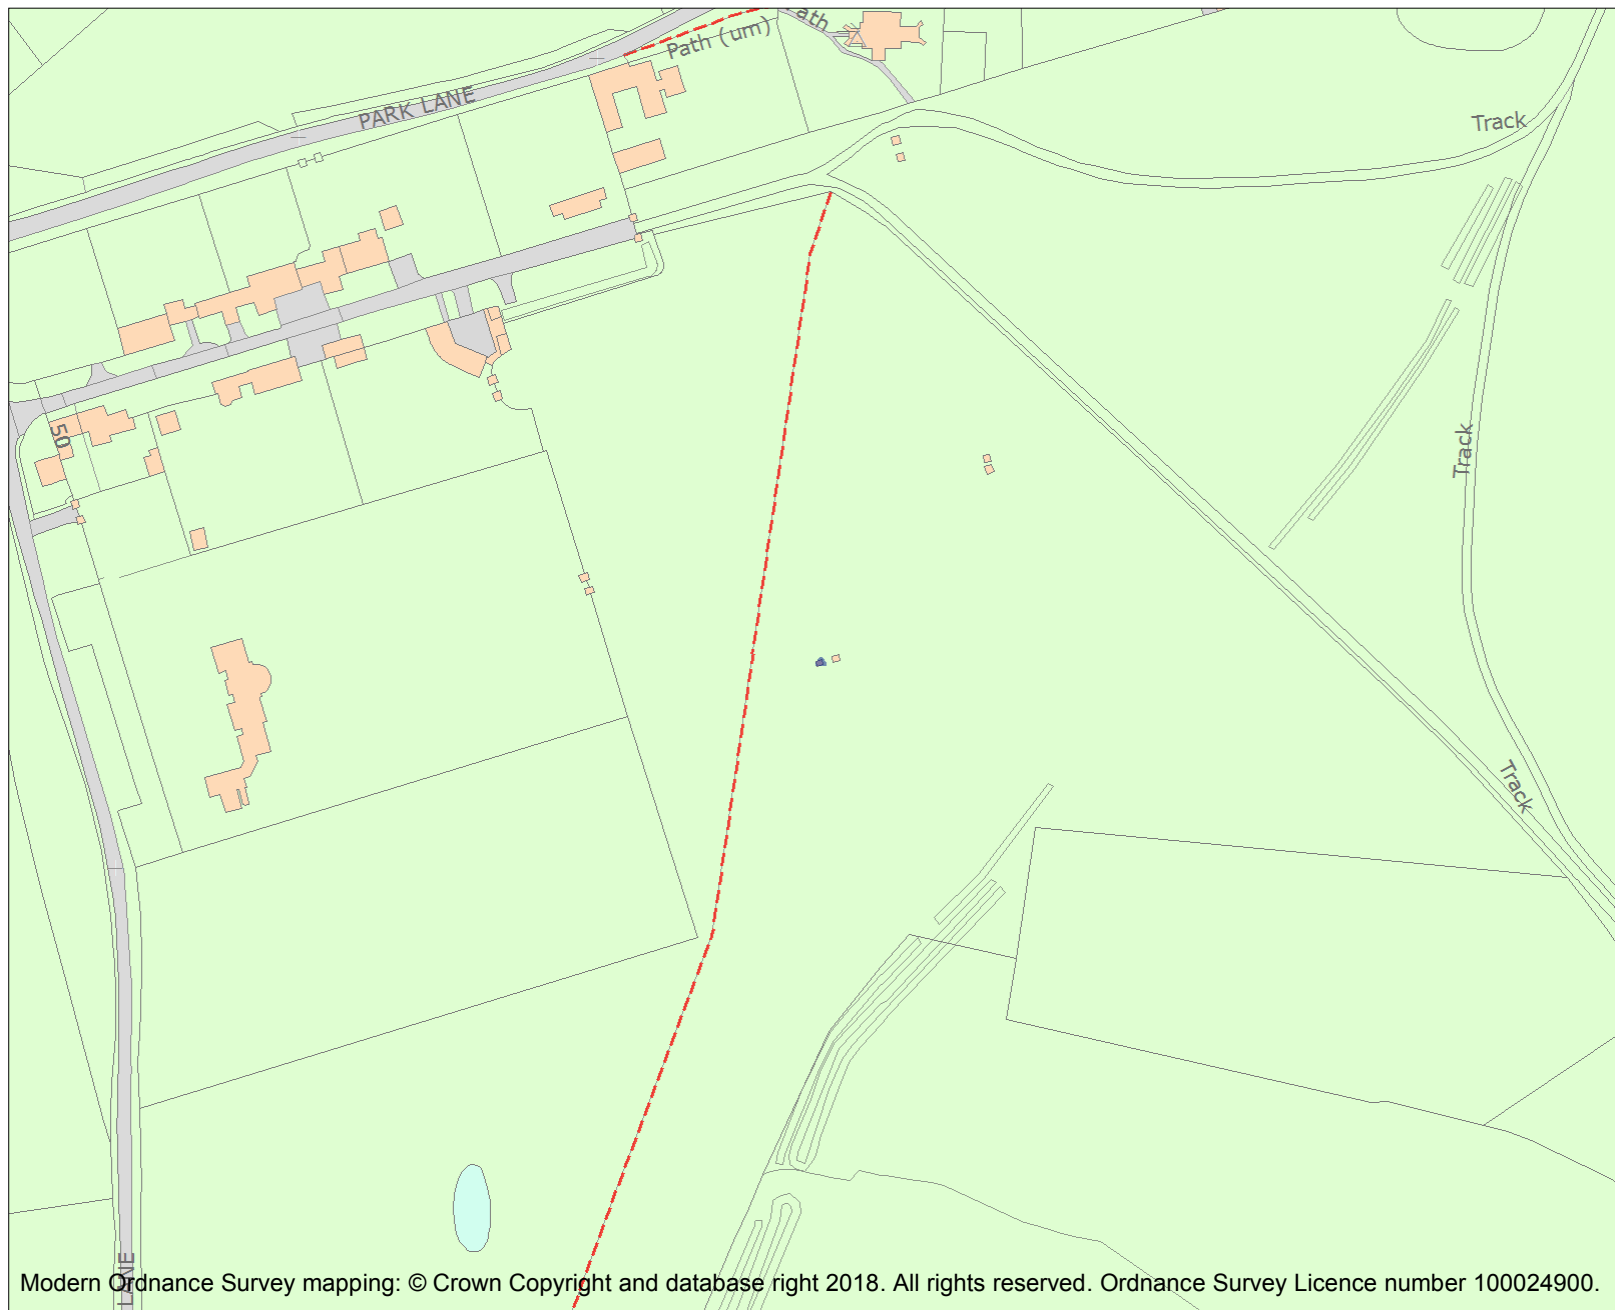 Path
Path (um)
PARK LANE
Track
50
Track
Track
LANE
Modern Ordnance Survey mapping: © Crown Copyright and database right 2018. All rights reserved. Ordnance Survey Licence number 100024900.